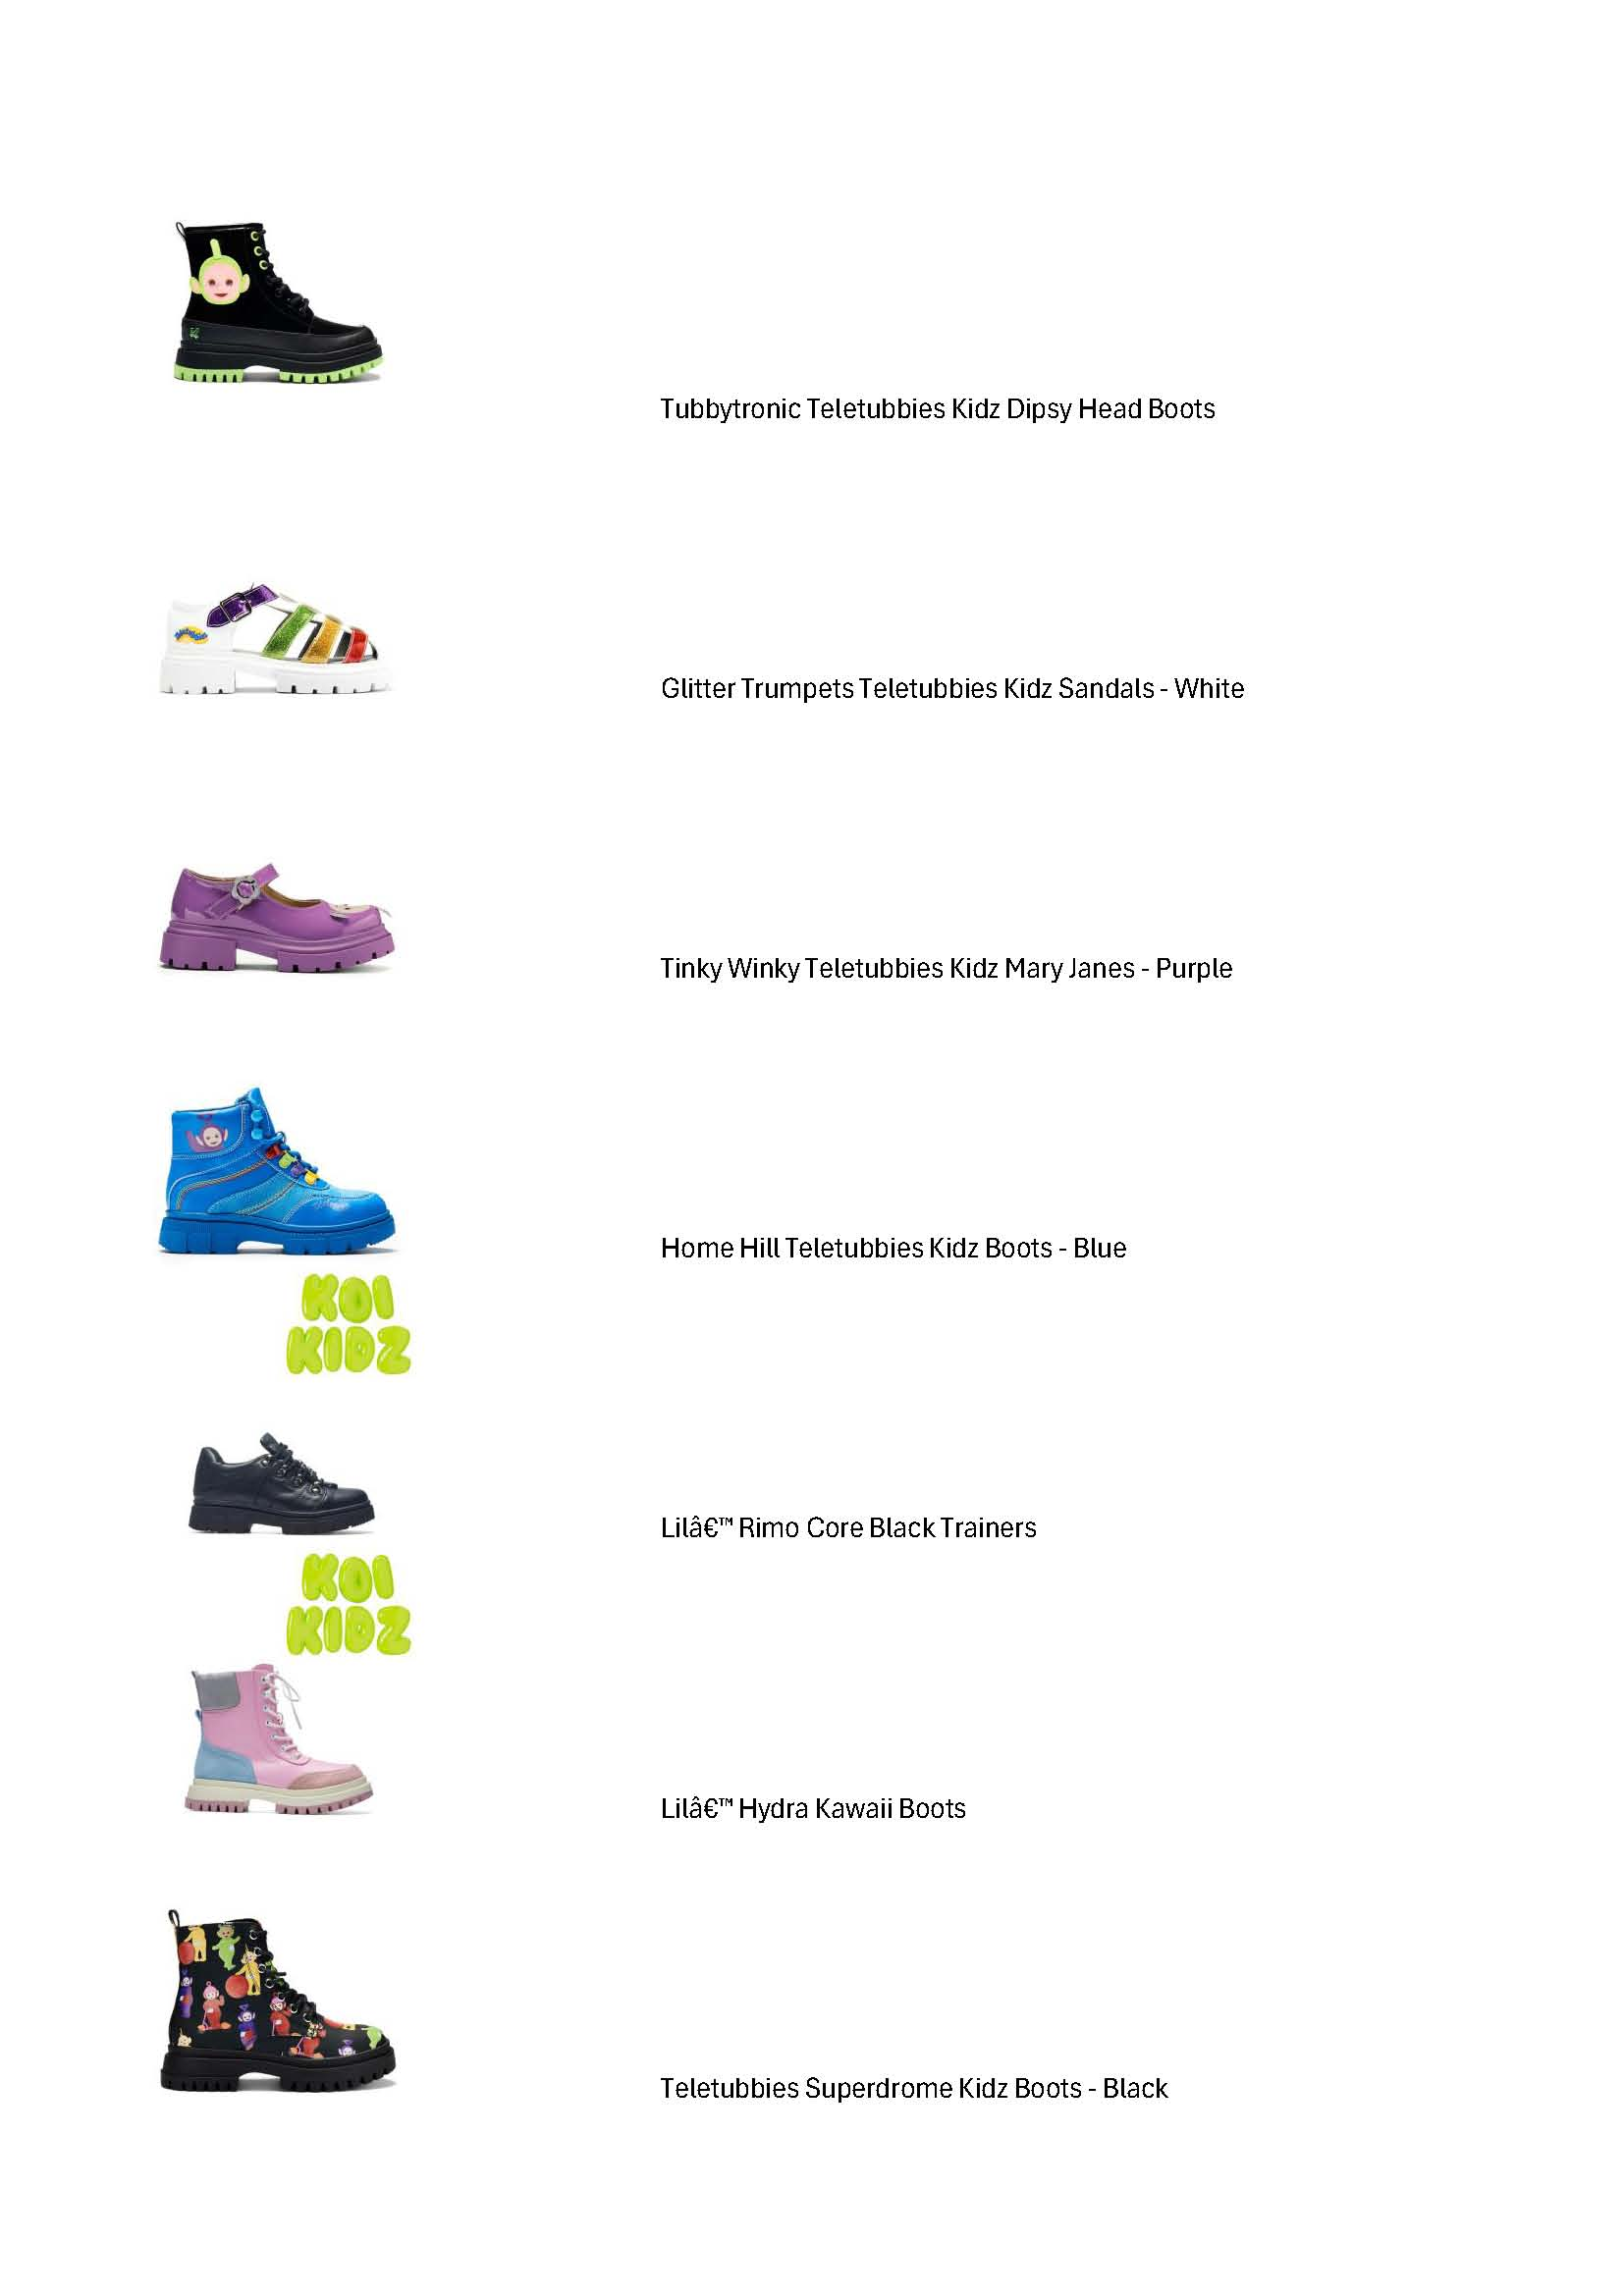 Tubbytronic Teletubbies Kidz Dipsy Head Boots
Glitter Trumpets Teletubbies Kidz Sandals - White
Tinky Winky Teletubbies Kidz Mary Janes - Purple
Home Hill Teletubbies Kidz Boots - Blue
KOI
KIDZ
Lilâ€™ Rimo Core Black Trainers
KOI
KIDZ
Lilâ€™ Hydra Kawaii Boots
Teletubbies Superdrome Kidz Boots - Black